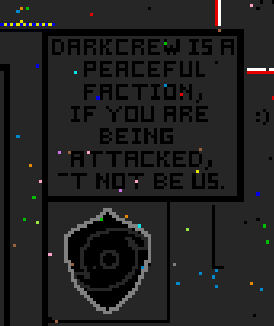 DARKCREW IS A
PEACEFUL
FACTION,
IF YOU ARE
BEING
ATTACKED,
"T NOT BE US.
:)